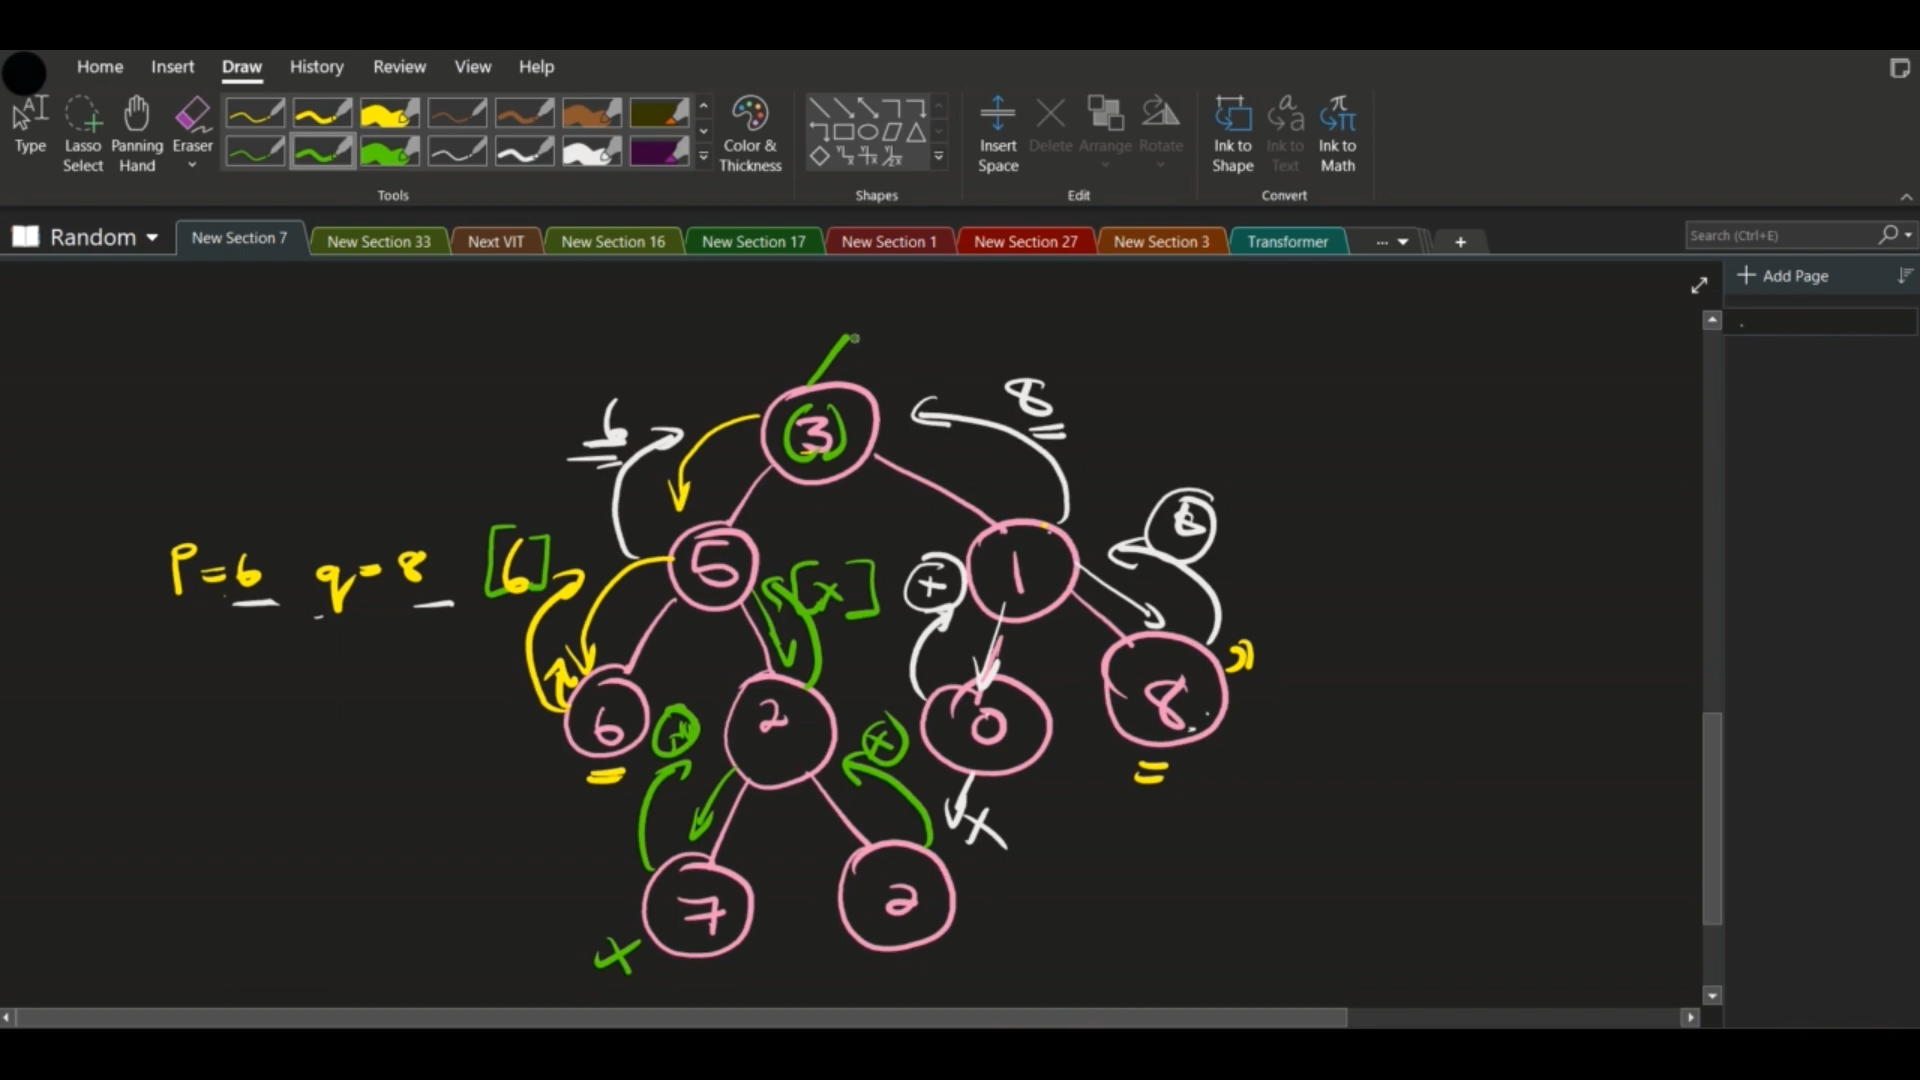 Home Insert Draw History Review View Help
Type Lasso Select Panning Hand Eraser Color & Thickness Insert Space Delete Arrange Rotate Ink to Shape Ink to Text Ink to Math
Tools Shapes Edit Convert
Random New Section 7 New Section 33 Next VIT New Section 16 New Section 17 New Section 1 New Section 27 New Section 3 Transformer ... + Search (Ctrl+E)
+ Add Page
.
6 3 8
P=6 q=8 [6] 5 [x] x 1
6 2 x 0 8
x
7 2
x